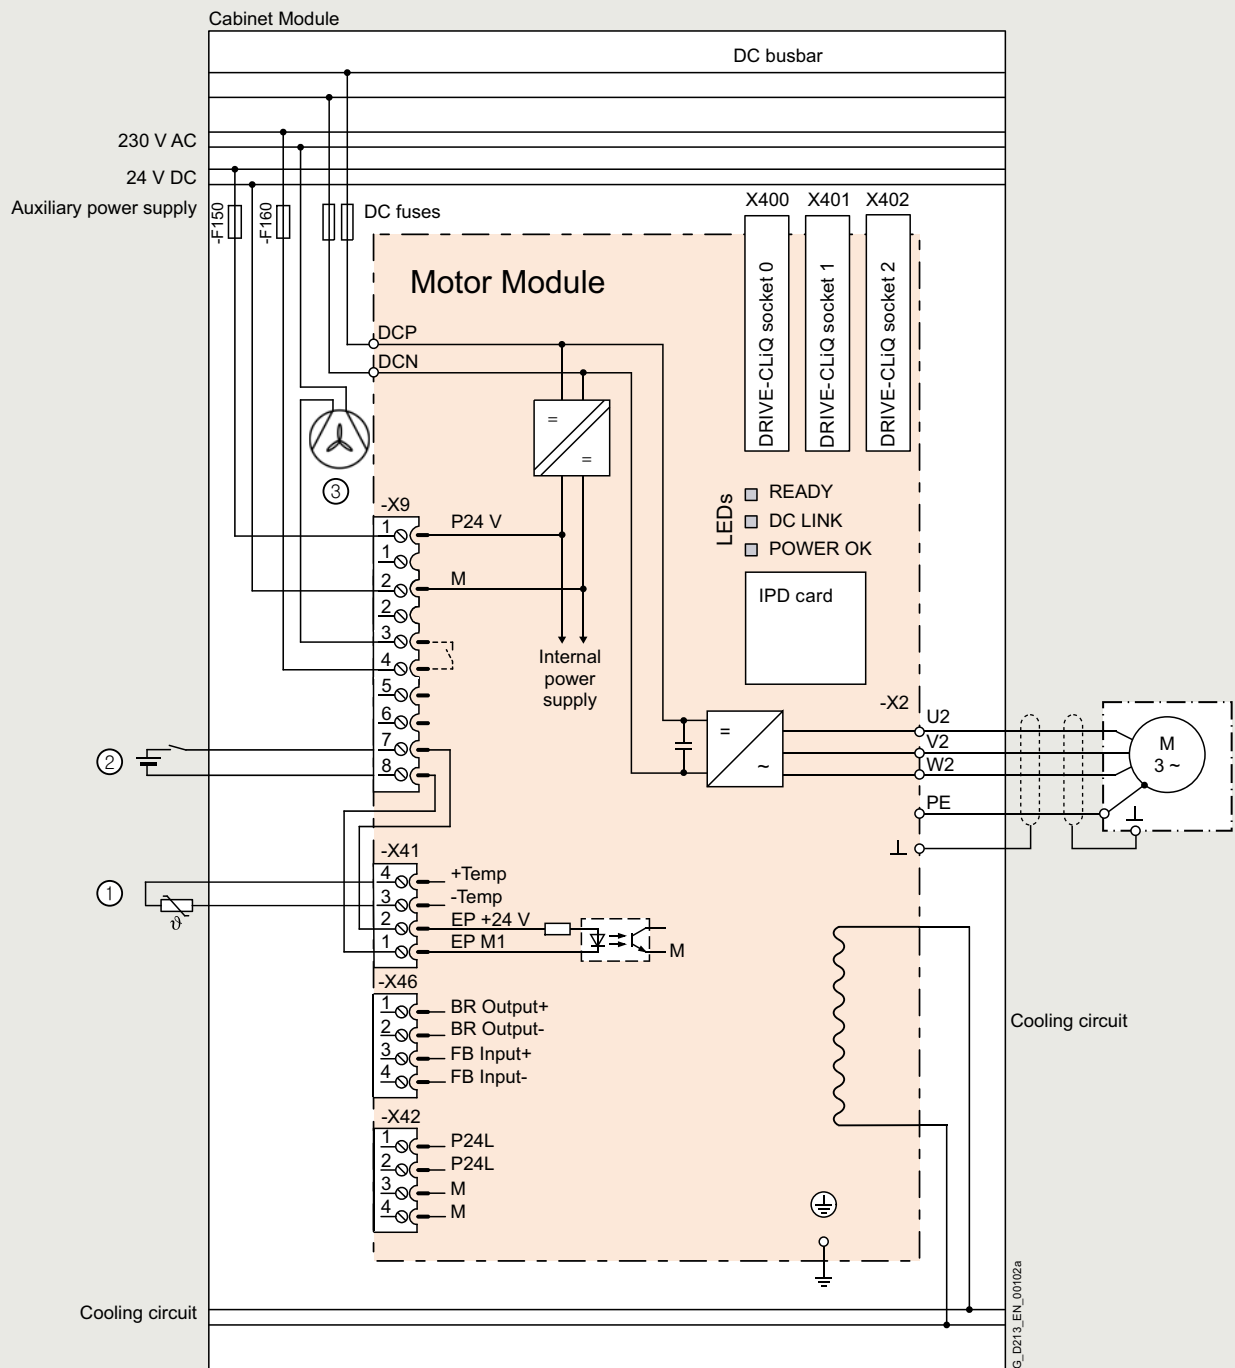 Cabinet Module
DC busbar
230 V AC
24 V DC
Auxiliary power supply
-F150
-F160
DC fuses
X400
X401
X402
DRIVE-CLiQ socket 0
DRIVE-CLiQ socket 1
DRIVE-CLiQ socket 2
Motor Module
DCP
DCN
=
=
3
LEDs
READY
DC LINK
POWER OK
IPD card
-X9
1
P24 V
1
2
M
2
3
4
5
6
7
8
Internal
power
supply
2
-X2
=
~
U2
V2
W2
PE
M
3 ~
-X41
1
4
+Temp
3
-Temp
2
EP +24 V
1
EP M1
M
ϑ
-X46
1
BR Output+
2
BR Output-
3
FB Input+
4
FB Input-
Cooling circuit
-X42
1
P24L
2
P24L
3
M
4
M
Cooling circuit
G_D213_EN_00102a